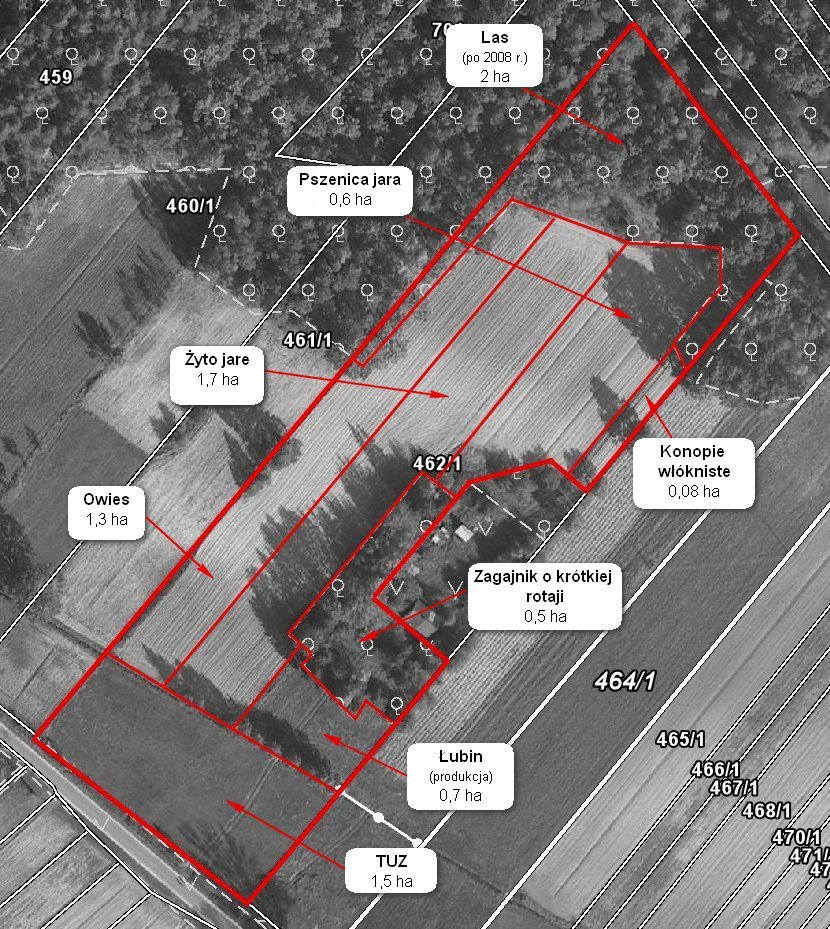 459
Las
(po 2008 r.)
2 ha
Pszenica jara
0,6 ha
460/1
461/1
Żyto jare
1,7 ha
462/1
Konopie
włókniste
0,08 ha
Owies
1,3 ha
Zagajnik o krótkiej
rotaji
0,5 ha
464/1
465/1
466/1
467/1
468/1
470/1
Łubin
(produkcja)
0,7 ha
TUZ
1,5 ha